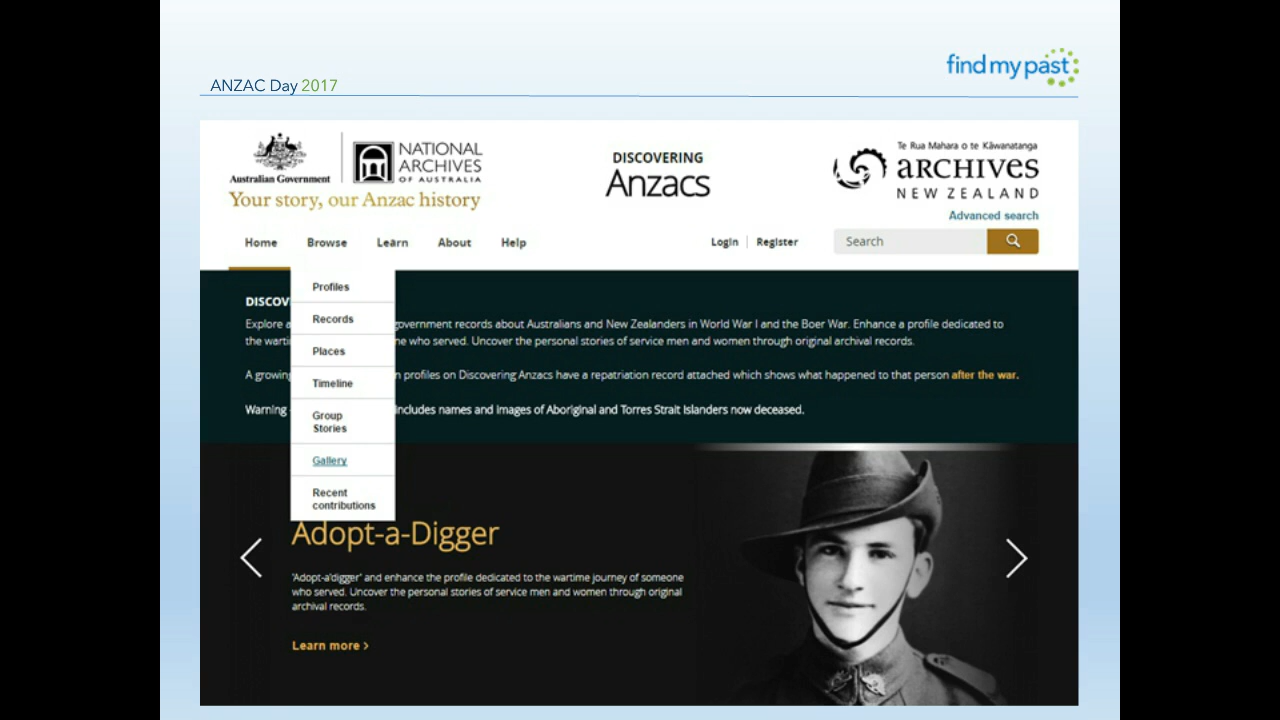 find my past
ANZAC Day 2017
Australian Government
NATIONAL
ARCHIVES
OF AUSTRALIA
Your story, our Anzac history
DISCOVERING
Anzacs
Te Rua Mahara o te Kāwanatanga
ARCHIVES
NEW ZEALAND
Advanced search
Home Browse Learn About Help Login Register Search
Profiles
Records
Places
Timeline
Group
Stories
Gallery
Recent
contributions
DISCOV
Explore a government records about Australians and New Zealanders in World War I and the Boer War. Enhance a profile dedicated to
the warti ne who served. Uncover the personal stories of service men and women through original archival records.
A growing n profiles on Discovering Anzacs have a repatriation record attached which shows what happened to that person after the war.
Warning includes names and images of Aboriginal and Torres Strait Islanders now deceased.
Adopt-a-Digger
'Adopt-a'digger' and enhance the profile dedicated to the wartime journey of someone
who served. Uncover the personal stories of service men and women through original
archival records.
Learn more >